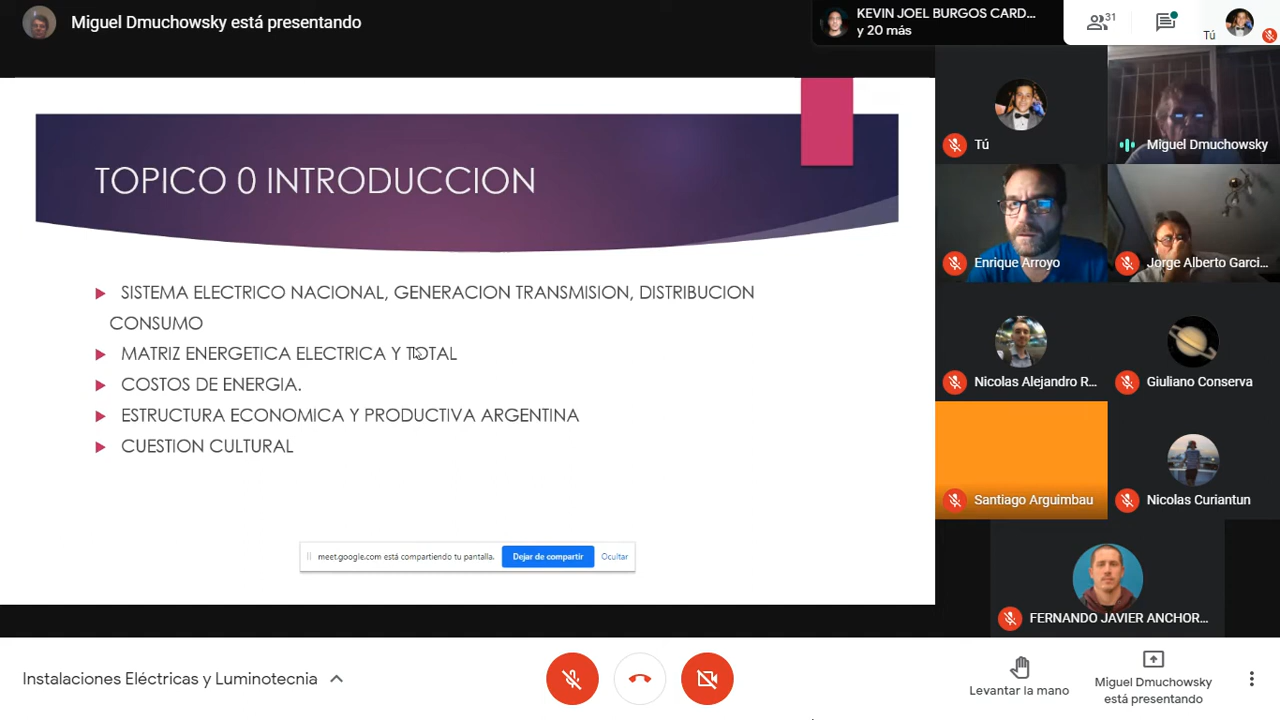 Miguel Dmuchowsky está presentando
KEVIN JOEL BURGOS CARD...
y 20 más
31
Tú
TOPICO 0 INTRODUCCION
SISTEMA ELECTRICO NACIONAL, GENERACION TRANSMISION, DISTRIBUCION
CONSUMO
MATRIZ ENERGETICA ELECTRICA Y TOTAL
COSTOS DE ENERGIA.
ESTRUCTURA ECONOMICA Y PRODUCTIVA ARGENTINA
CUESTION CULTURAL
meet.google.com está compartiendo tu pantalla.
Dejar de compartir
Ocultar
Tú
Miguel Dmuchowsky
Enrique Arroyo
Jorge Alberto Garci...
Nicolas Alejandro R...
Giuliano Conserva
Santiago Arguimbau
Nicolas Curiantun
FERNANDO JAVIER ANCHOR...
Instalaciones Eléctricas y Luminotecnia
Levantar la mano
Miguel Dmuchowsky
está presentando